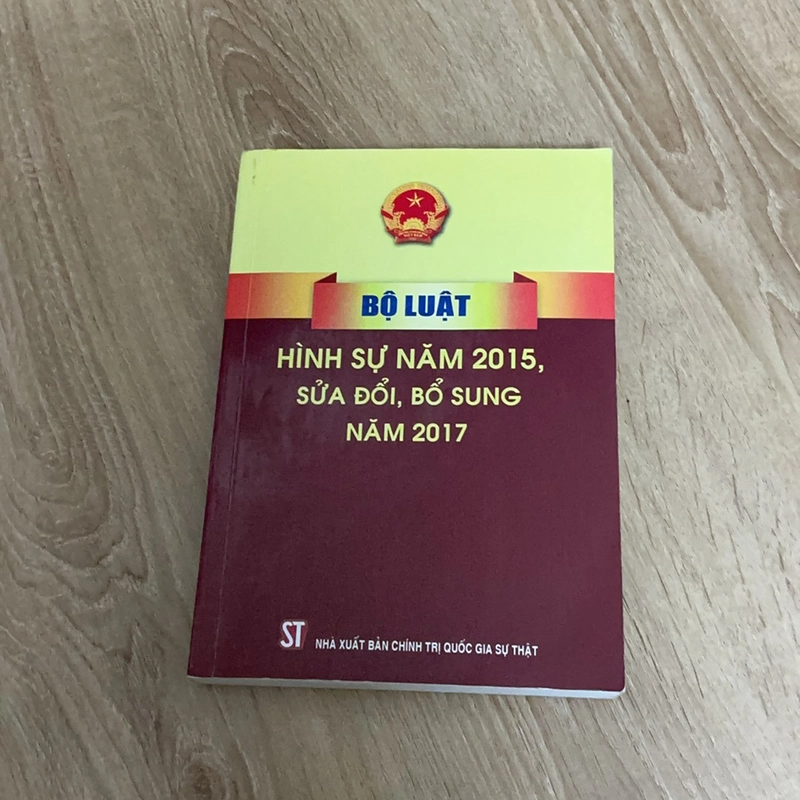 BỘ LUẬT
HÌNH SỰ NĂM 2015,
SỬA ĐỔI, BỔ SUNG
NĂM 2017
ST NHÀ XUẤT BẢN CHÍNH TRỊ QUỐC GIA SỰ THẬT